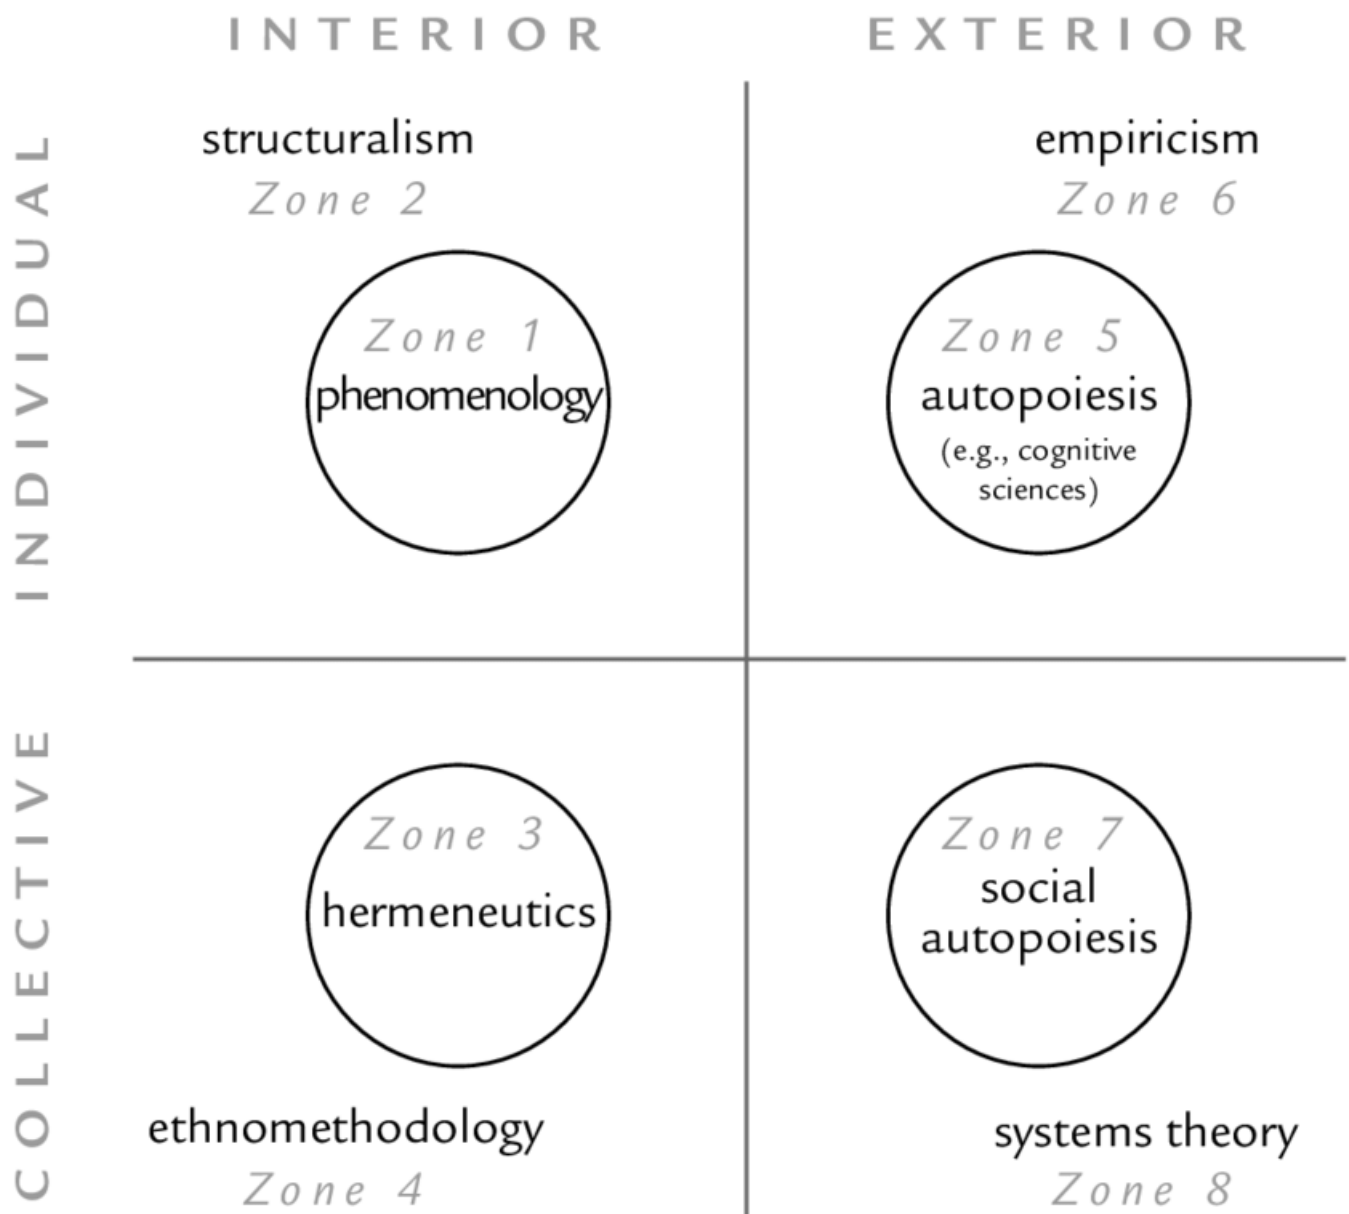 INTERIOR
EXTERIOR
INDIVIDUAL
structuralism
Zone 2
Zone 1
phenomenology
empiricism
Zone 6
Zone 5
autopoiesis
(e.g., cognitive
sciences)
COLLECTIVE
Zone 3
hermeneutics
ethnomethodology
Zone 4
Zone 7
social
autopoiesis
systems theory
Zone 8